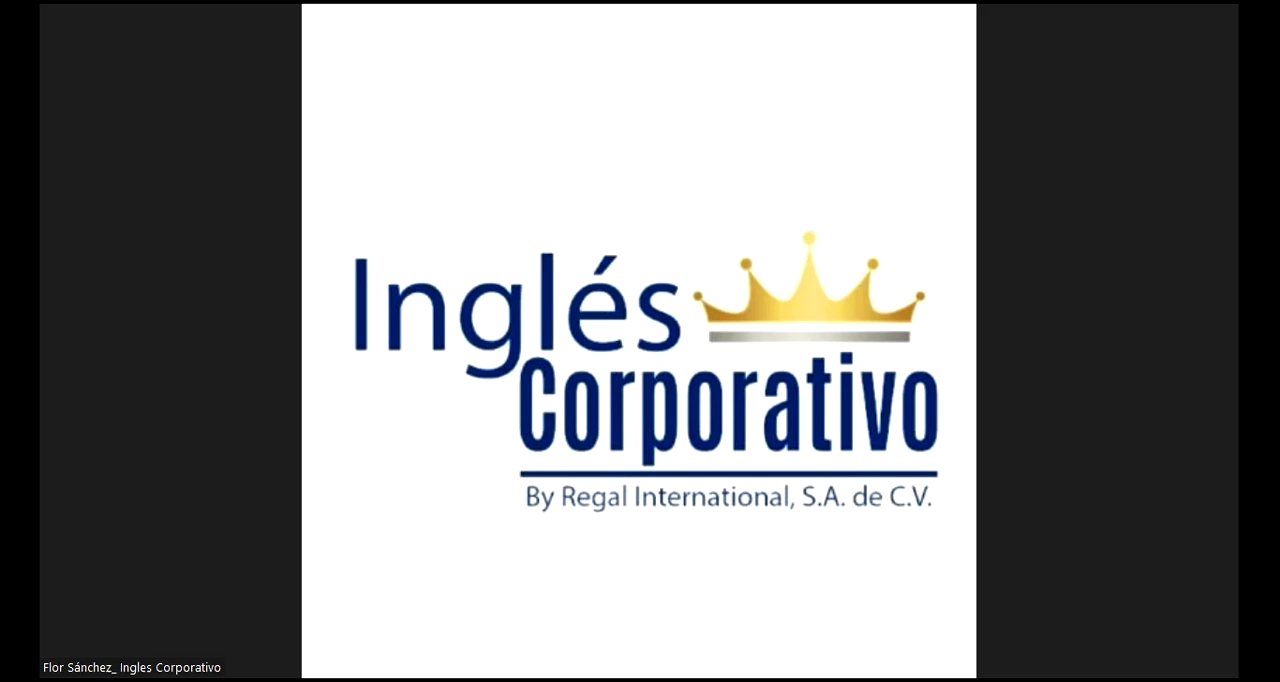 Inglés
Corporativo
By Regal International, S.A. de C.V.
Flor Sánchez_ Ingles Corporativo